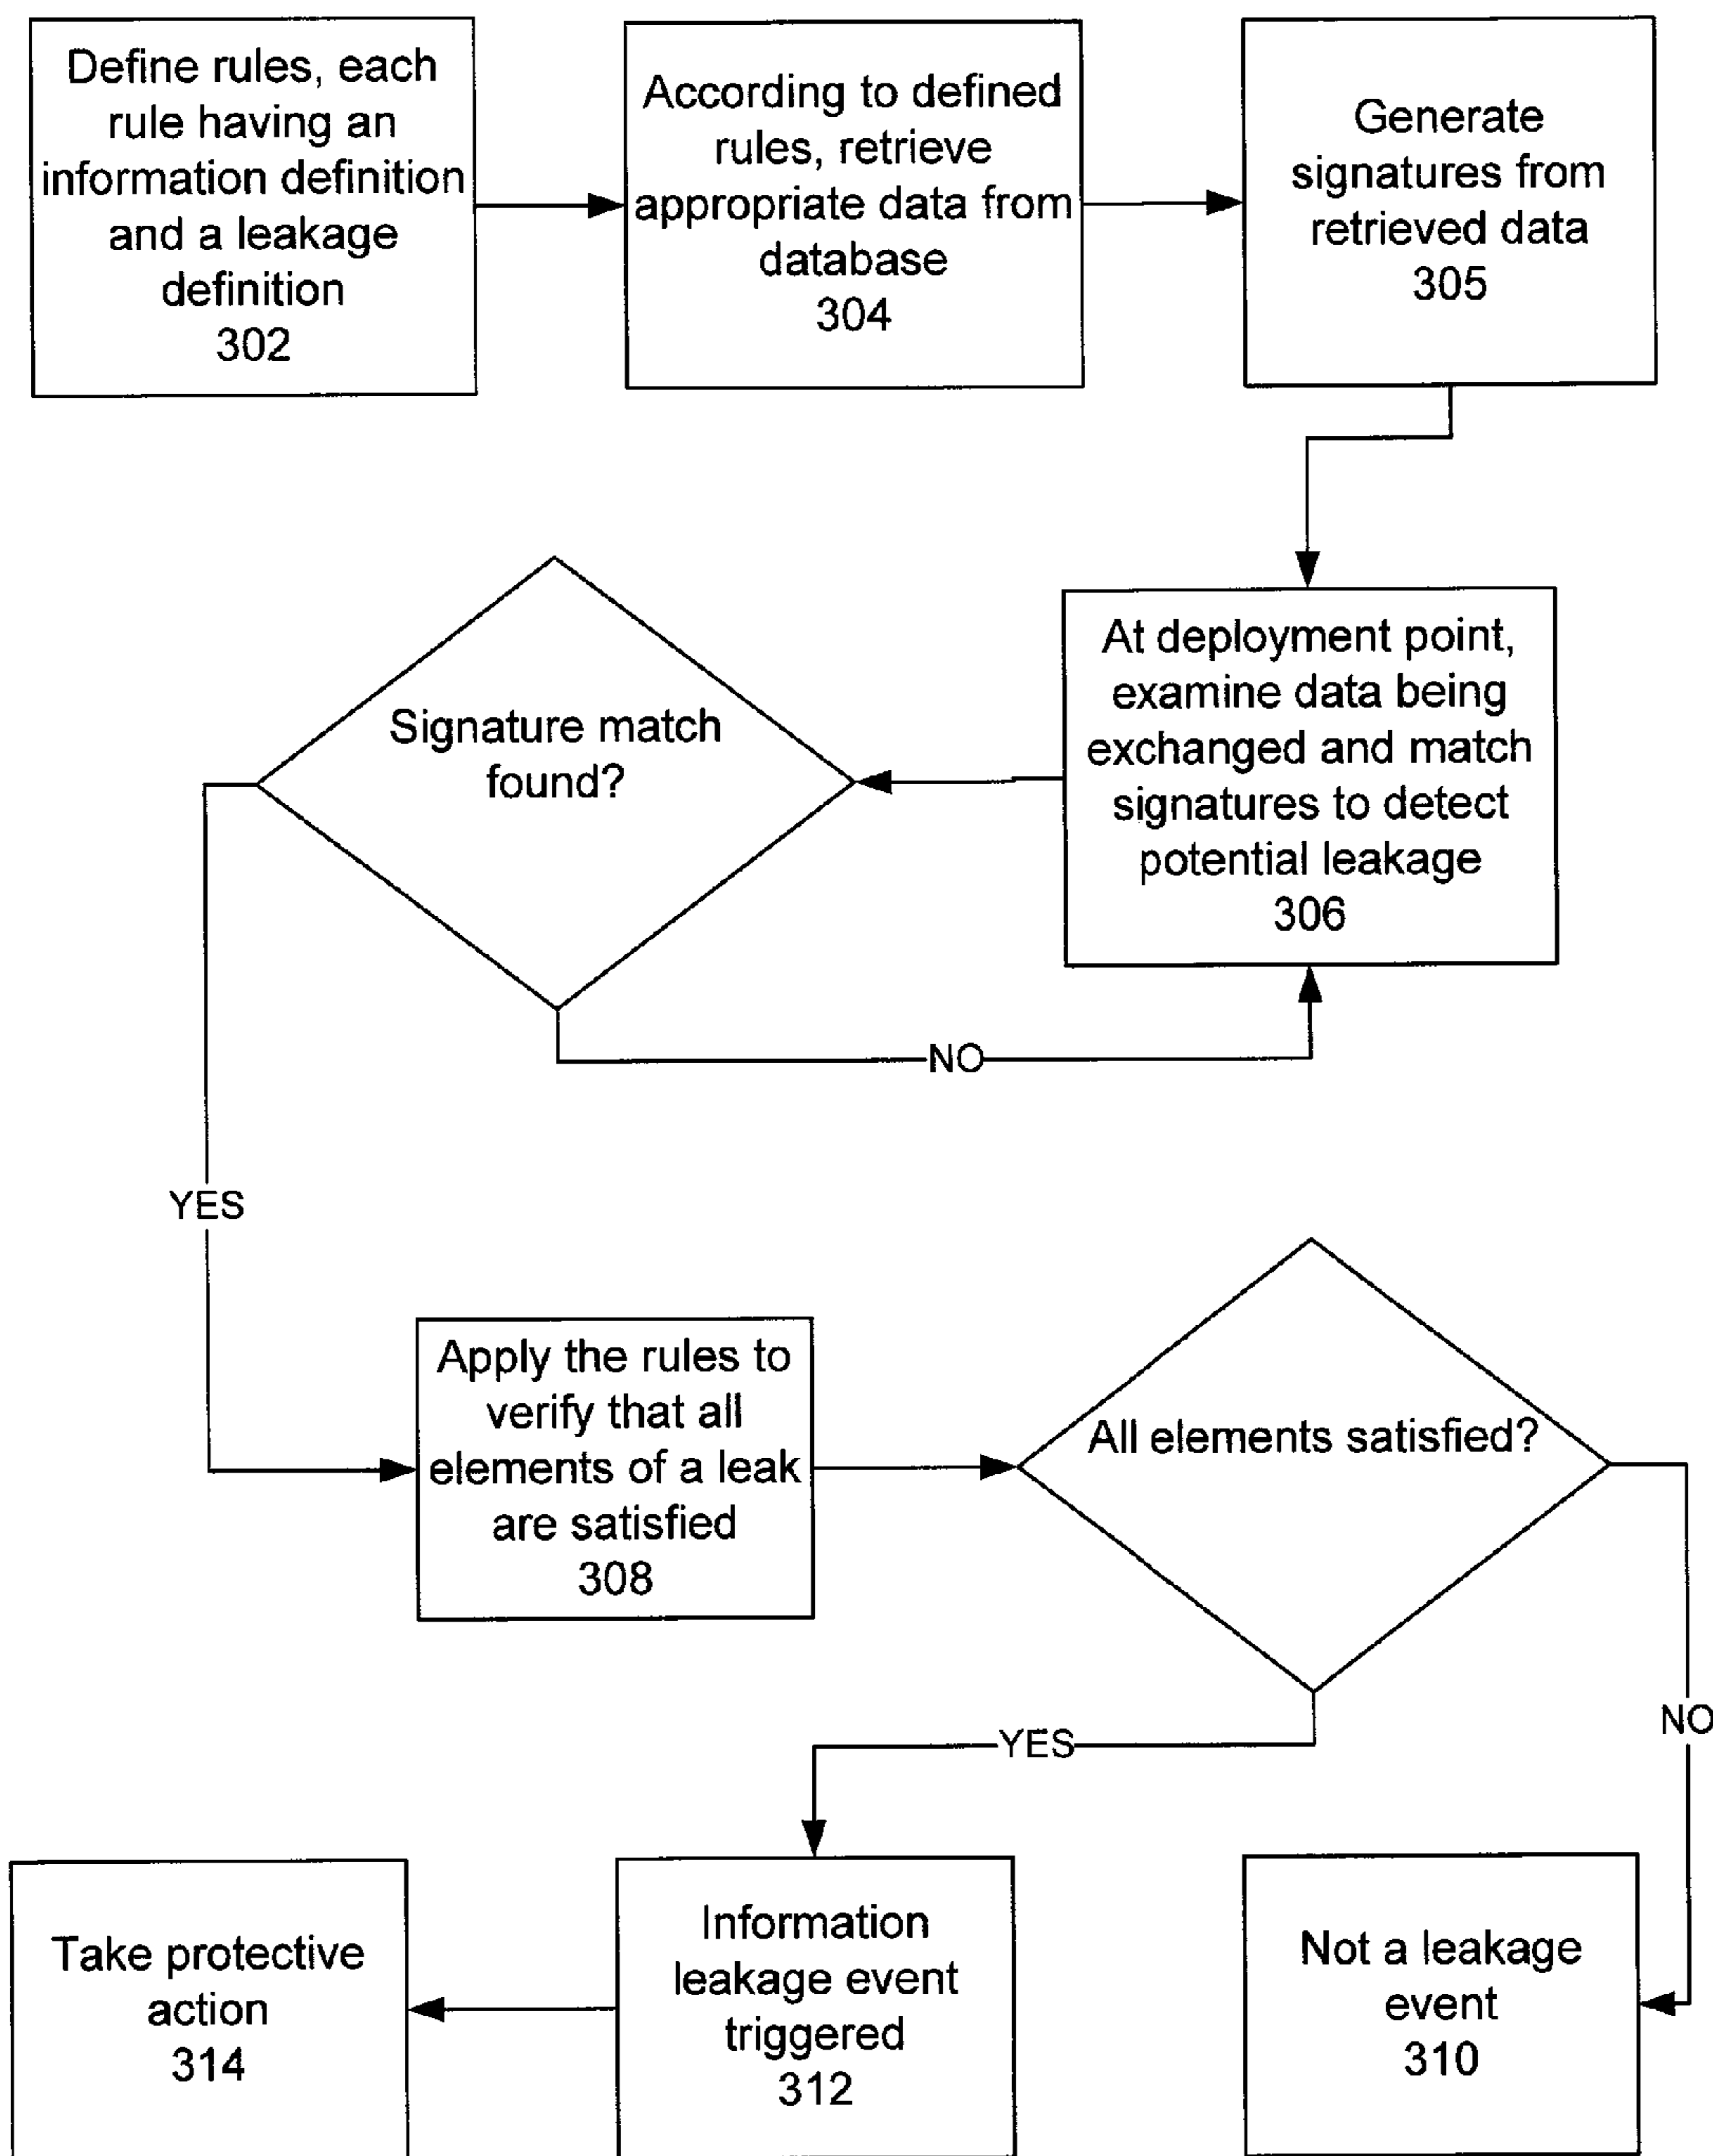 Define rules, each
rule having an
information definition
and a leakage
definition
302
According to defined
rules, retrieve
appropriate data from
database
304
Generate
signatures from
retrieved data
305
At deployment point,
examine data being
exchanged and match
signatures to detect
potential leakage
306
Signature match
found?
NO
YES
Apply the rules to
verify that all
elements of a leak
are satisfied
308
All elements satisfied?
YES
NO
Take protective
action
314
Information
leakage event
triggered
312
Not a leakage
event
310